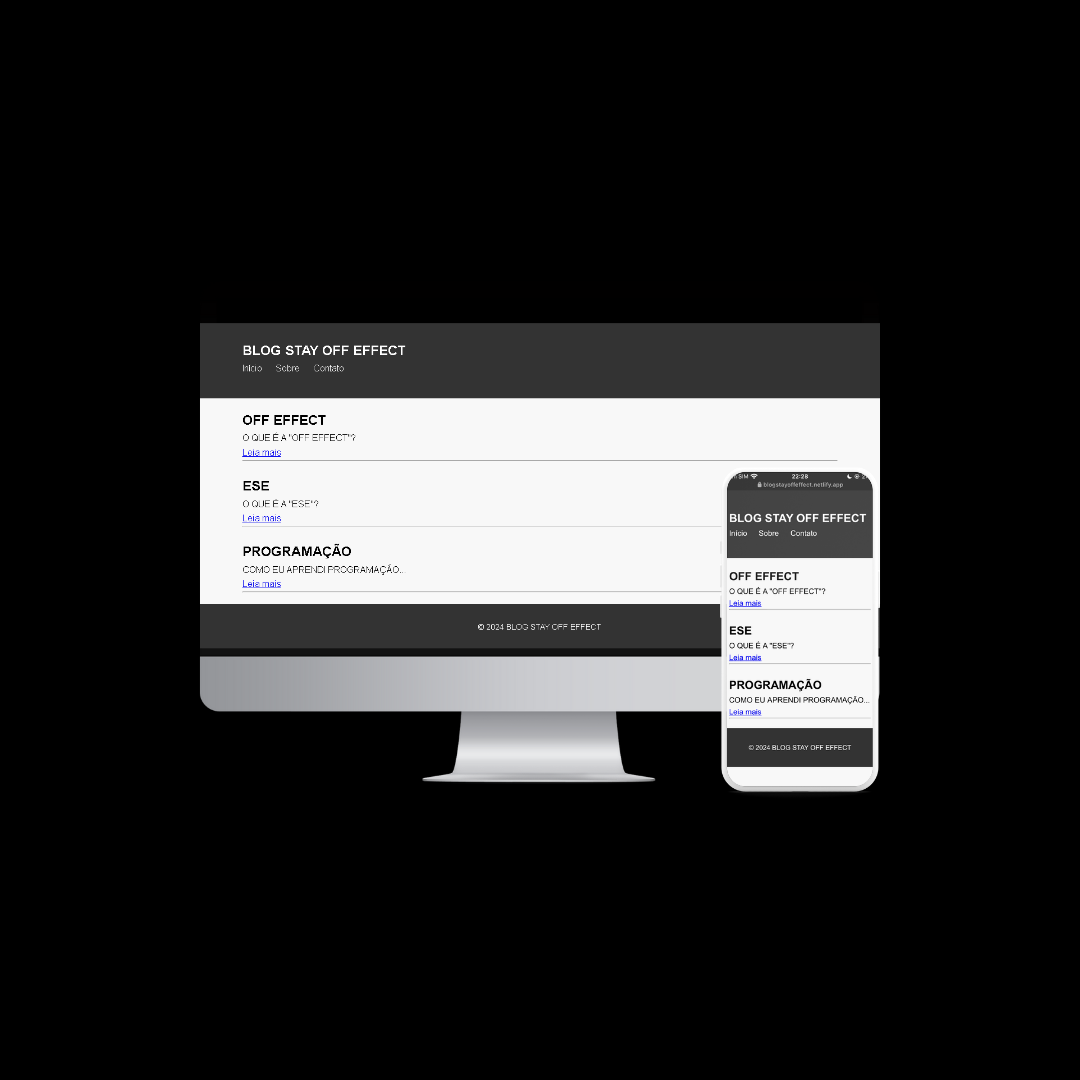 BLOG STAY OFF EFFECT
Início Sobre Contato
OFF EFFECT
O QUE É A "OFF EFFECT"?
Leia mais
ESE
O QUE É A "ESE"?
Leia mais
PROGRAMAÇÃO
COMO EU APRENDI PROGRAMAÇÃO...
Leia mais
© 2024 BLOG STAY OFF EFFECT
SIM 22:28
blogstayoffeffect.netlify.app
BLOG STAY OFF EFFECT
Início Sobre Contato
OFF EFFECT
O QUE É A "OFF EFFECT"?
Leia mais
ESE
O QUE É A "ESE"?
Leia mais
PROGRAMAÇÃO
COMO EU APRENDI PROGRAMAÇÃO...
Leia mais
© 2024 BLOG STAY OFF EFFECT